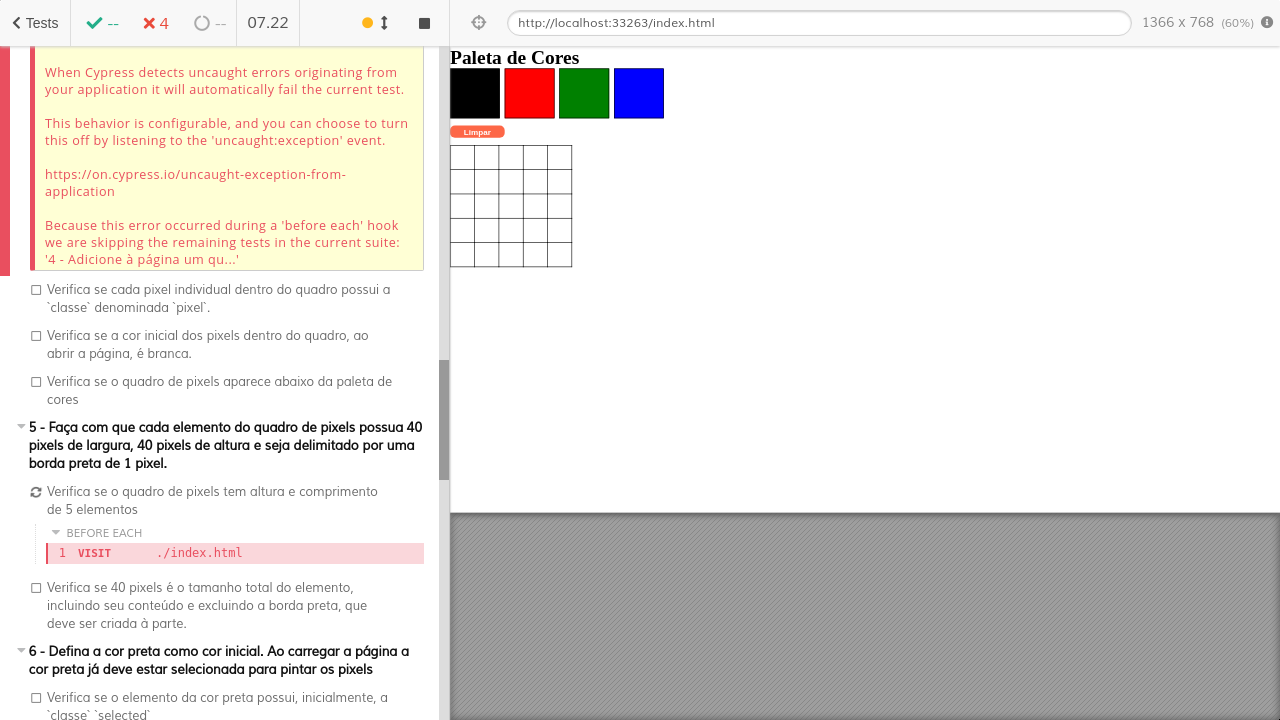 Tests
--
4
--
07.22
http://localhost:33263/index.html
1366 x 768 (60%)
When Cypress detects uncaught errors originating from
your application it will automatically fail the current test.
This behavior is configurable, and you can choose to turn
this off by listening to the 'uncaught:exception' event.
https://on.cypress.io/uncaught-exception-from-
application
Because this error occurred during a 'before each' hook
we are skipping the remaining tests in the current suite:
'4 - Adicione à página um qu...'
Verifica se cada pixel individual dentro do quadro possui a
`classe` denominada `pixel`.
Verifica se a cor inicial dos pixels dentro do quadro, ao
abrir a página, é branca.
Verifica se o quadro de pixels aparece abaixo da paleta de
cores
5 - Faça com que cada elemento do quadro de pixels possua 40
pixels de largura, 40 pixels de altura e seja delimitado por uma
borda preta de 1 pixel.
Verifica se o quadro de pixels tem altura e comprimento
de 5 elementos
BEFORE EACH
1 VISIT ./index.html
Verifica se 40 pixels é o tamanho total do elemento,
incluindo seu conteúdo e excluindo a borda preta, que
deve ser criada à parte.
6 - Defina a cor preta como cor inicial. Ao carregar a página a
cor preta já deve estar selecionada para pintar os pixels
Verifica se o elemento da cor preta possui, inicialmente, a
`classe` `selected`
Paleta de Cores
Limpar